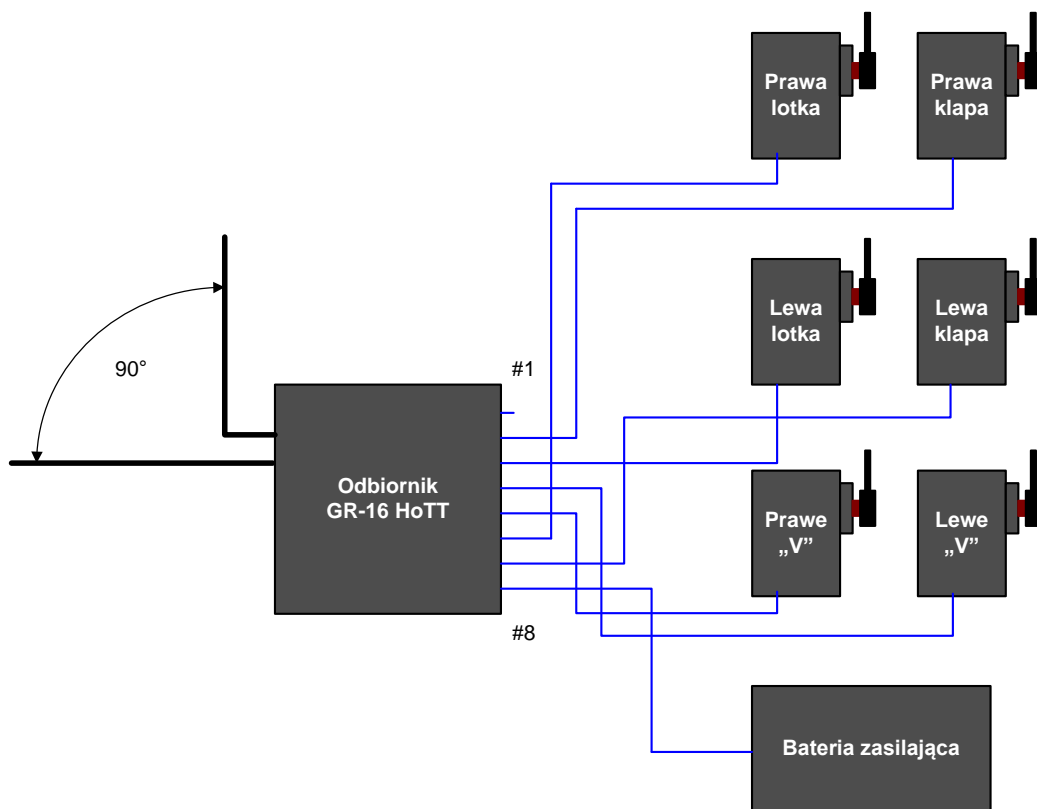 Prawa
lotka
Prawa
klapa
Lewa
lotka
Lewa
klapa
90°
#1
Odbiornik
GR-16 HoTT
Prawe
„V”
Lewe
„V”
#8
Bateria zasilająca